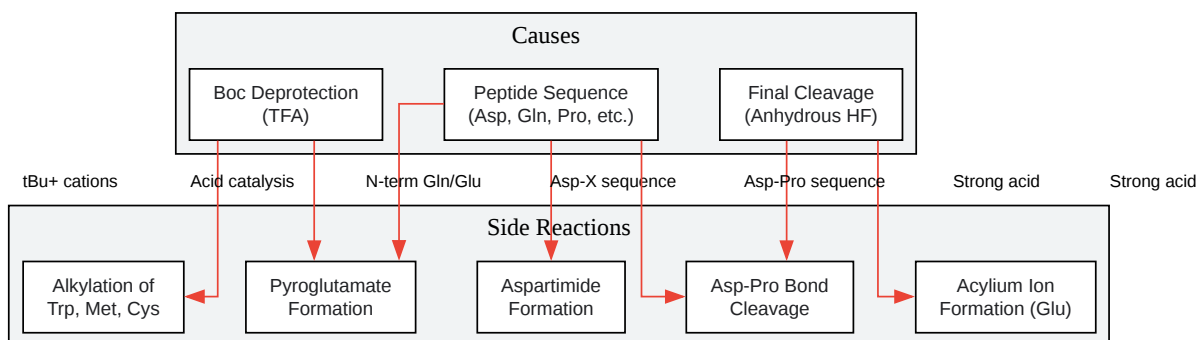 Causes
Boc Deprotection
(TFA)
Peptide Sequence
(Asp, Gln, Pro, etc.)
Final Cleavage
(Anhydrous HF)
tBu+ cations
Acid catalysis
N-term Gln/Glu
Asp-X sequence
Asp-Pro sequence
Strong acid
Strong acid
Side Reactions
Alkylation of
Trp, Met, Cys
Pyroglutamate
Formation
Aspartimide
Formation
Asp-Pro Bond
Cleavage
Acylium Ion
Formation (Glu)